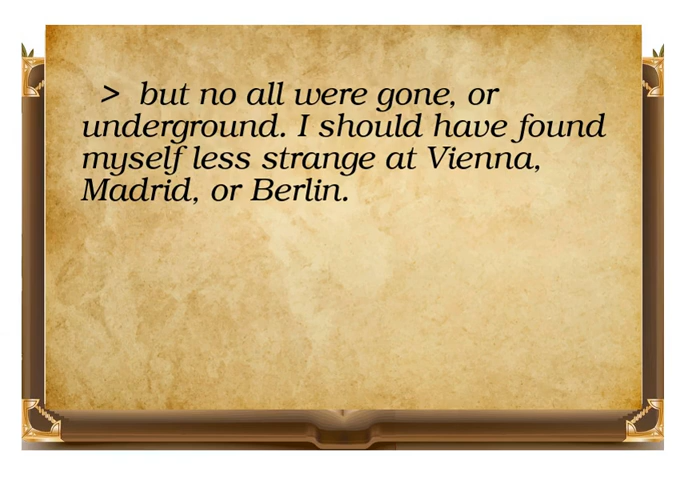 > but no all were gone, or
underground. I should have found
myself less strange at Vienna,
Madrid, or Berlin.